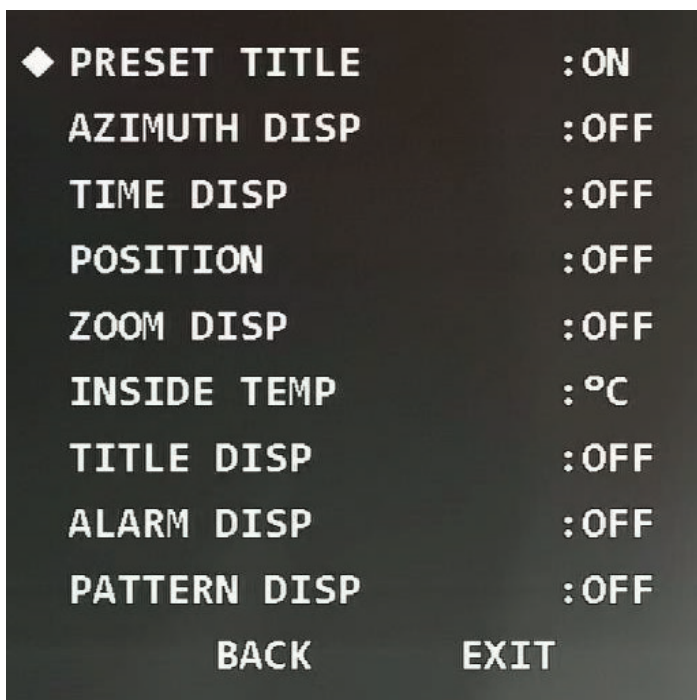 PRESET TITLE :ON
AZIMUTH DISP :OFF
TIME DISP :OFF
POSITION :OFF
ZOOM DISP :OFF
INSIDE TEMP :ºC
TITLE DISP :OFF
ALARM DISP :OFF
PATTERN DISP :OFF
BACK EXIT